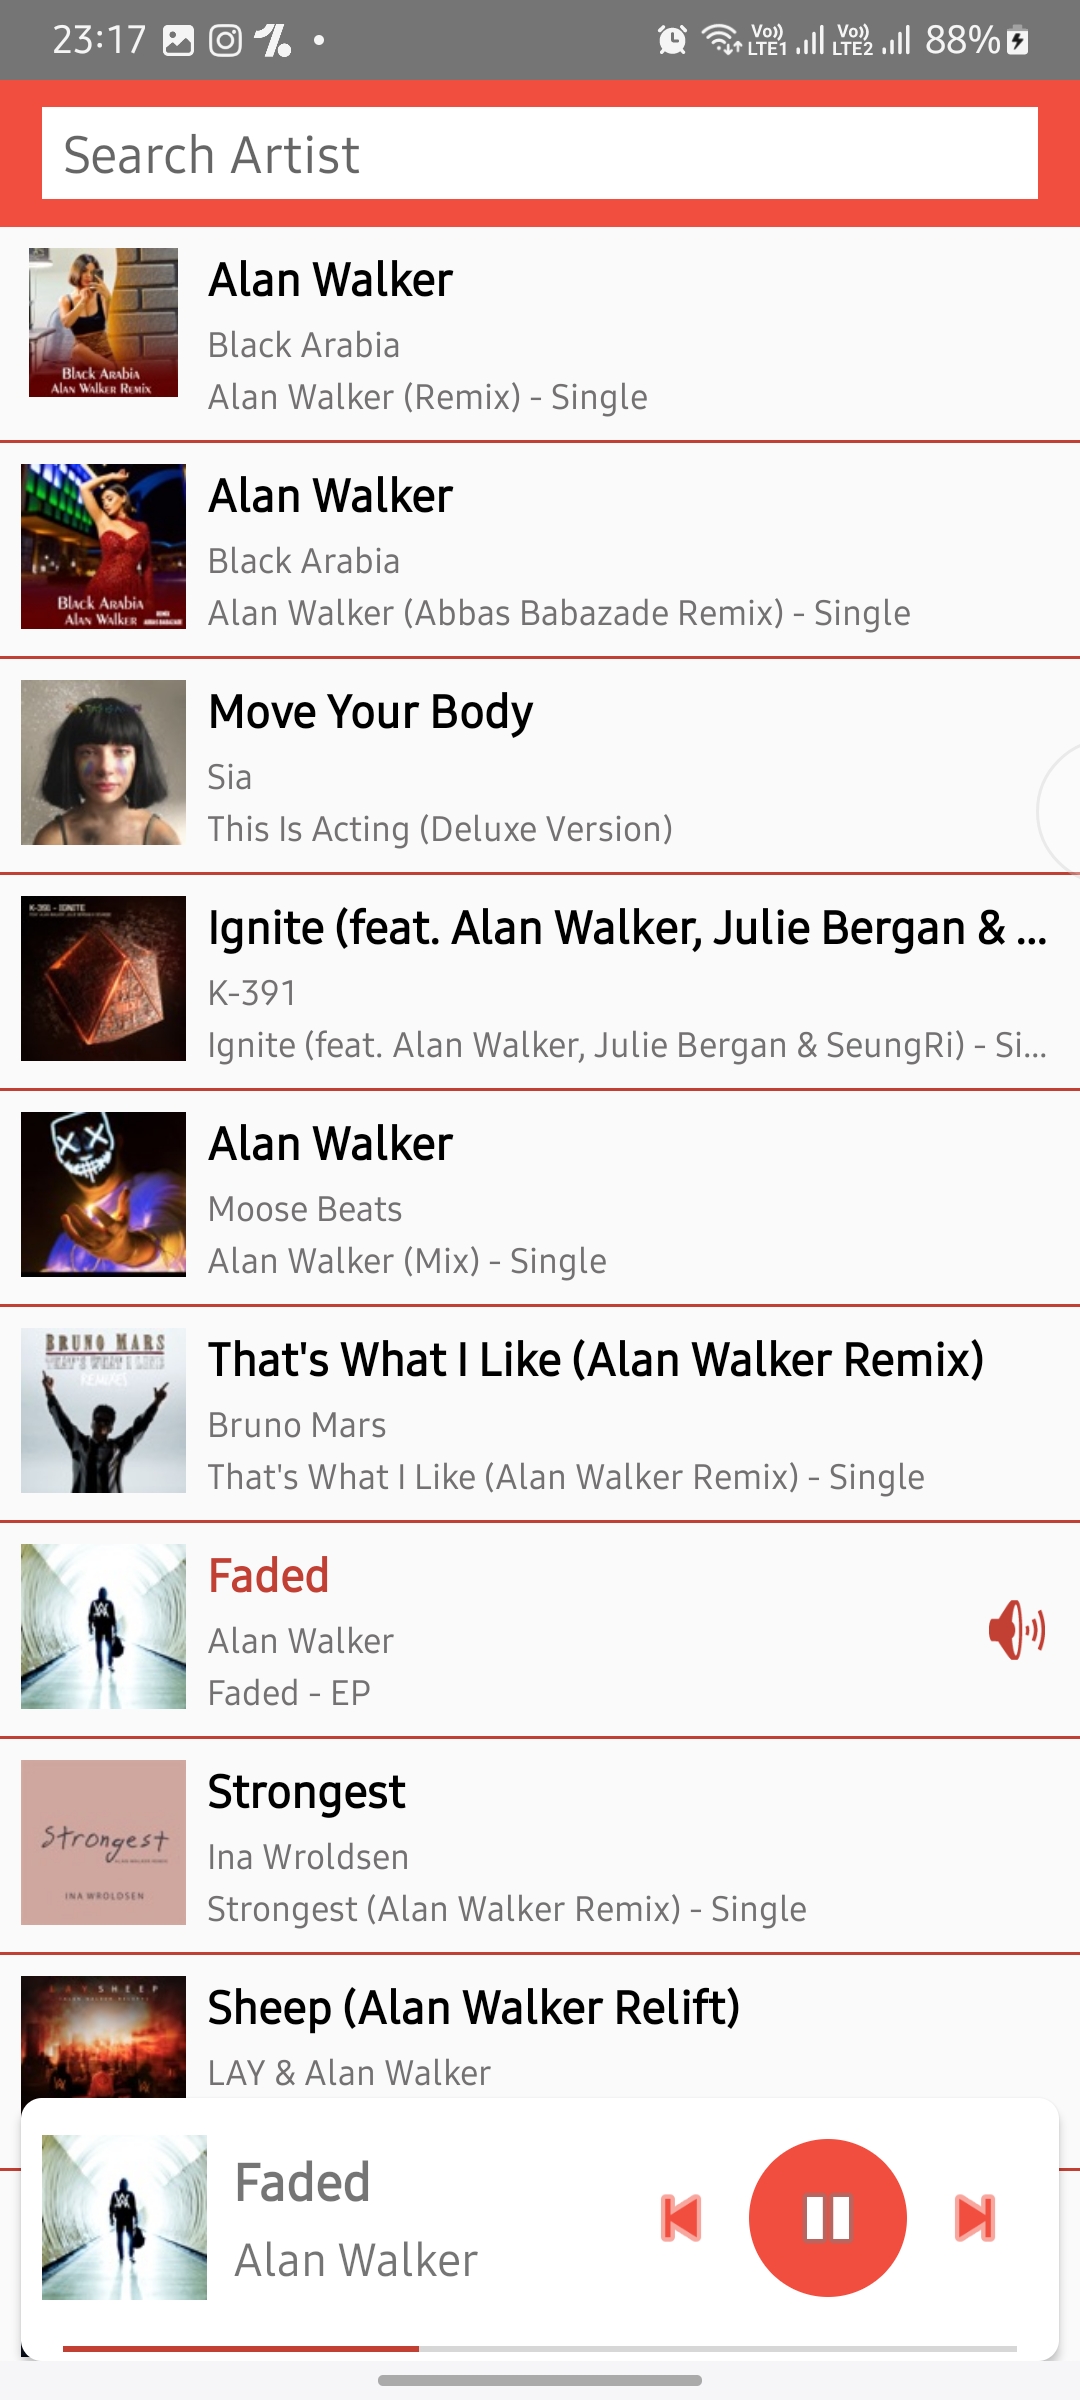 23:17
Vo)) LTE1 Vo)) LTE2 88%
Search Artist
Black Arabia
Alan Walker Remix
Alan Walker
Black Arabia
Alan Walker (Remix) - Single
Black Arabia
Alan Walker
Alan Walker
Black Arabia
Alan Walker (Abbas Babazade Remix) - Single
Move Your Body
Sia
This Is Acting (Deluxe Version)
K-391 - IGNITE
Ignite (feat. Alan Walker, Julie Bergan & ...
K-391
Ignite (feat. Alan Walker, Julie Bergan & SeungRi) - Si...
Alan Walker
Moose Beats
Alan Walker (Mix) - Single
BRUNO MARS
THAT'S WHAT I LIKE
REMIXES
That's What I Like (Alan Walker Remix)
Bruno Mars
That's What I Like (Alan Walker Remix) - Single
Faded
Alan Walker
Faded - EP
Strongest
INA WROLDSEN
Strongest
Ina Wroldsen
Strongest (Alan Walker Remix) - Single
LAY SHEEP
Sheep (Alan Walker Relift)
LAY & Alan Walker
Faded
Alan Walker